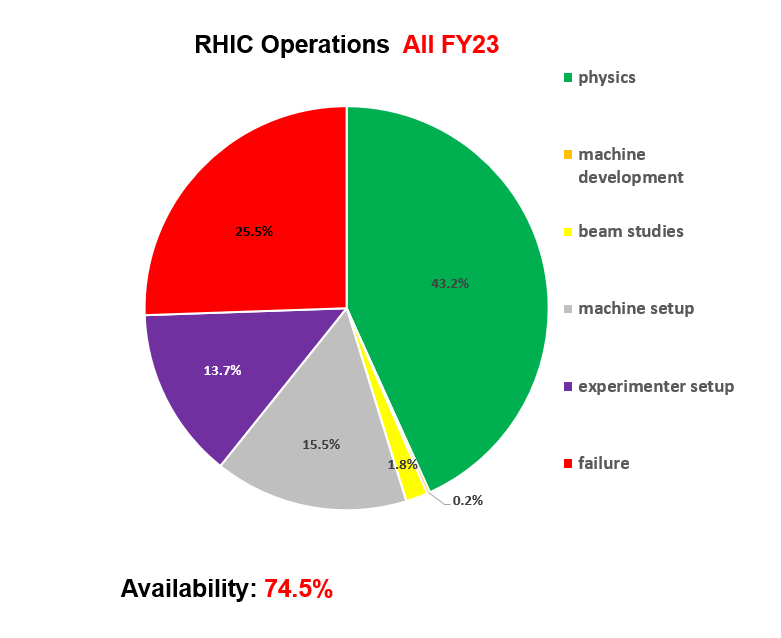 RHIC Operations All FY23
physics
machine
development
beam studies
machine setup
experimenter setup
failure
25.5%
43.2%
13.7%
15.5%
1.8%
0.2%
Availability: 74.5%